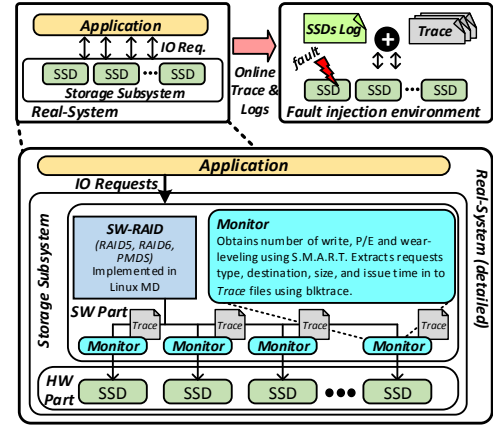 Application
IO Req.
SSD SSD SSD
Storage Subsystem
Real-System
Online
Trace &
Logs
SSDs Log
Trace
fault
SSD SSD SSD
Fault injection environment
Application
IO Requests
Real-System (detailed)
Storage Subsystem
SW-RAID
(RAID5, RAID6,
PMDS)
Implemented in
Linux MD
Monitor
Obtains number of write, P/E and wear-
leveling using S.M.A.R.T. Extracts requests
type, destination, size, and issue time in to
Trace files using blktrace.
SW Part
Trace Trace Trace Trace
Monitor Monitor Monitor Monitor
HW
Part
SSD SSD SSD SSD